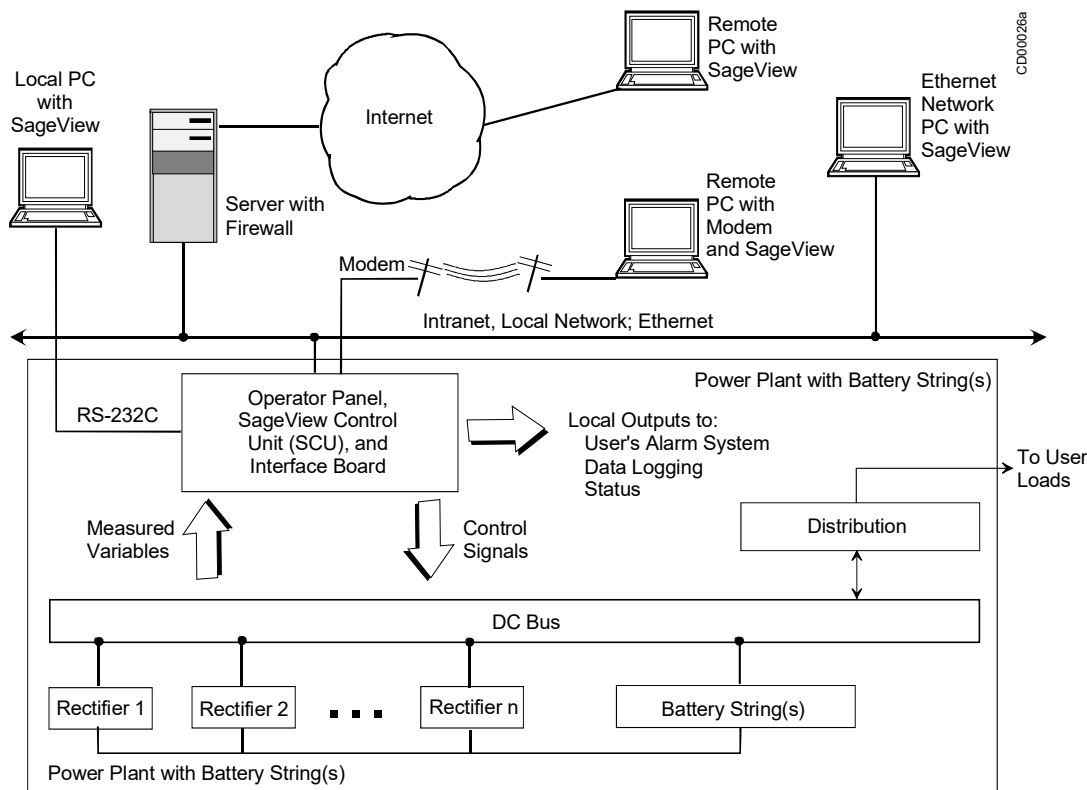 CD00026a
Local PC
with
SageView
Server with
Firewall
Internet
Remote
PC with
SageView
Ethernet
Network
PC with
SageView
Remote
PC with
Modem
and SageView
Modem
Intranet, Local Network; Ethernet
Power Plant with Battery String(s)
RS-232C
Operator Panel,
SageView Control
Unit (SCU), and
Interface Board
Local Outputs to:
User's Alarm System
Data Logging
Status
To User
Loads
Measured
Variables
Control
Signals
Distribution
DC Bus
Rectifier 1
Rectifier 2
Rectifier n
Battery String(s)
Power Plant with Battery String(s)